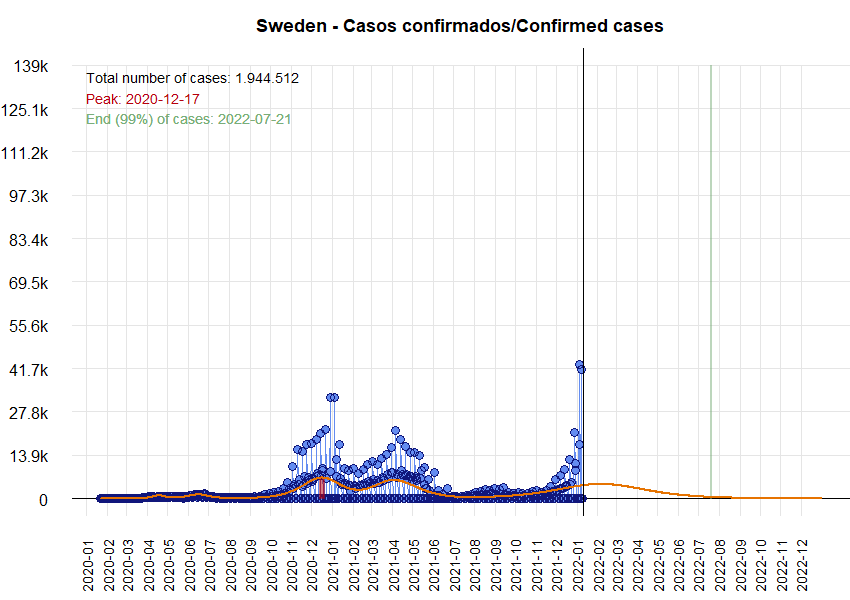 Sweden - Casos confirmados/Confirmed cases
139k
125.1k
111.2k
97.3k
83.4k
69.5k
55.6k
41.7k
27.8k
13.9k
0
Total number of cases: 1.944.512
Peak: 2020-12-17
End (99%) of cases: 2022-07-21
2020-01
2020-02
2020-03
2020-04
2020-05
2020-06
2020-07
2020-08
2020-09
2020-10
2020-11
2020-12
2021-01
2021-02
2021-03
2021-04
2021-05
2021-06
2021-07
2021-08
2021-09
2021-10
2021-11
2021-12
2022-01
2022-02
2022-03
2022-04
2022-05
2022-06
2022-07
2022-08
2022-09
2022-10
2022-11
2022-12